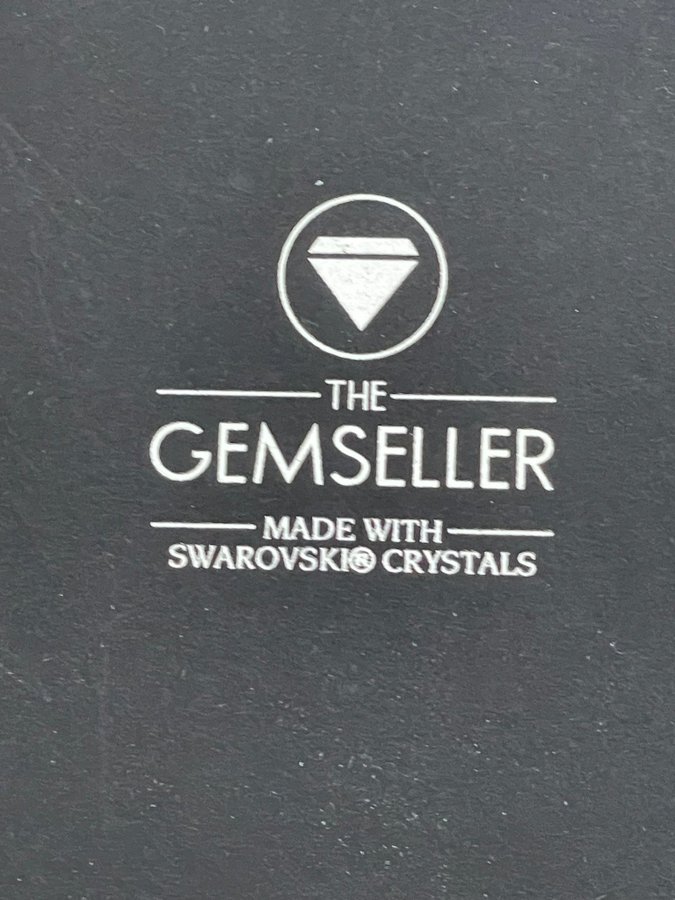 THE
GEMSELLER
MADE WITH
SWAROVSKI® CRYSTALS